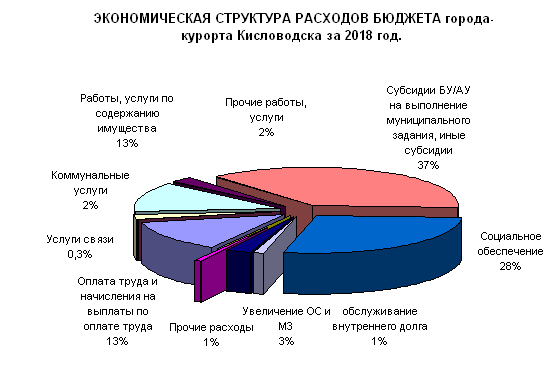 ЭКОНОМИЧЕСКАЯ СТРУКТУРА РАСХОДОВ БЮДЖЕТА города-
курорта Кисловодска за 2018 год.
Работы, услуги по
содержанию
имущества
13%
Прочие работы,
услуги
2%
Субсидии БУ/АУ
на выполнение
муниципального
задания, иные
субсидии
37%
Коммунальные
услуги
2%
Услуги связи
0,3%
Социальное
обеспечение
28%
Оплата труда и
начисления на
выплаты по
оплате труда
13%
Прочие расходы
1%
Увеличение ОС и
МЗ
3%
обслуживание
внутреннего долга
1%